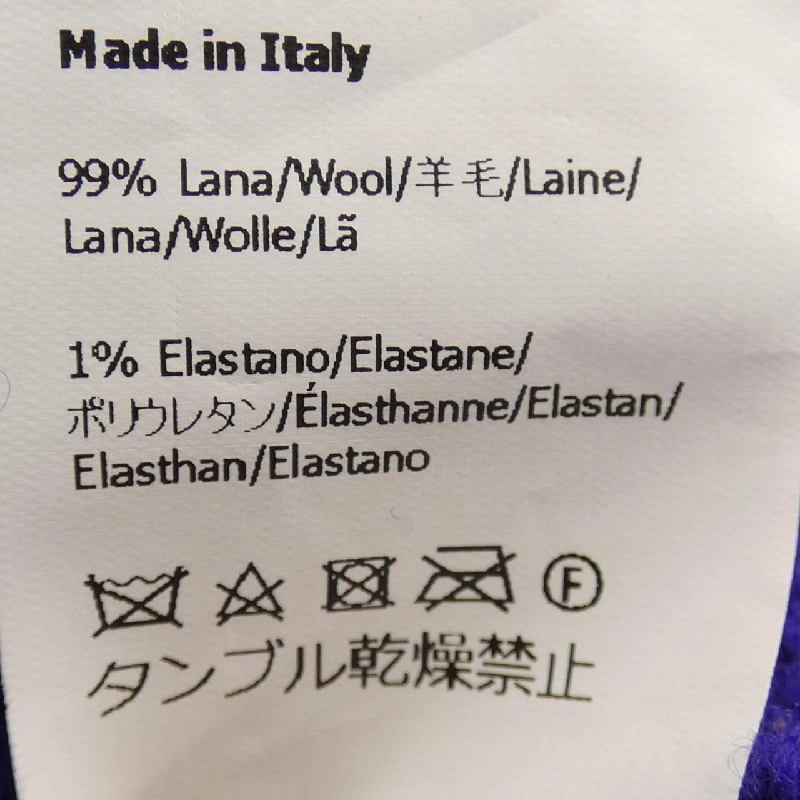 Made in Italy
99% Lana/Wool/羊毛/Laine/
Lana/Wolle/Lã
1% Elastano/Elastane/
ポリウレタン/Élasthanne/Elastan/
Elasthan/Elastano
F
タンブル乾燥禁止